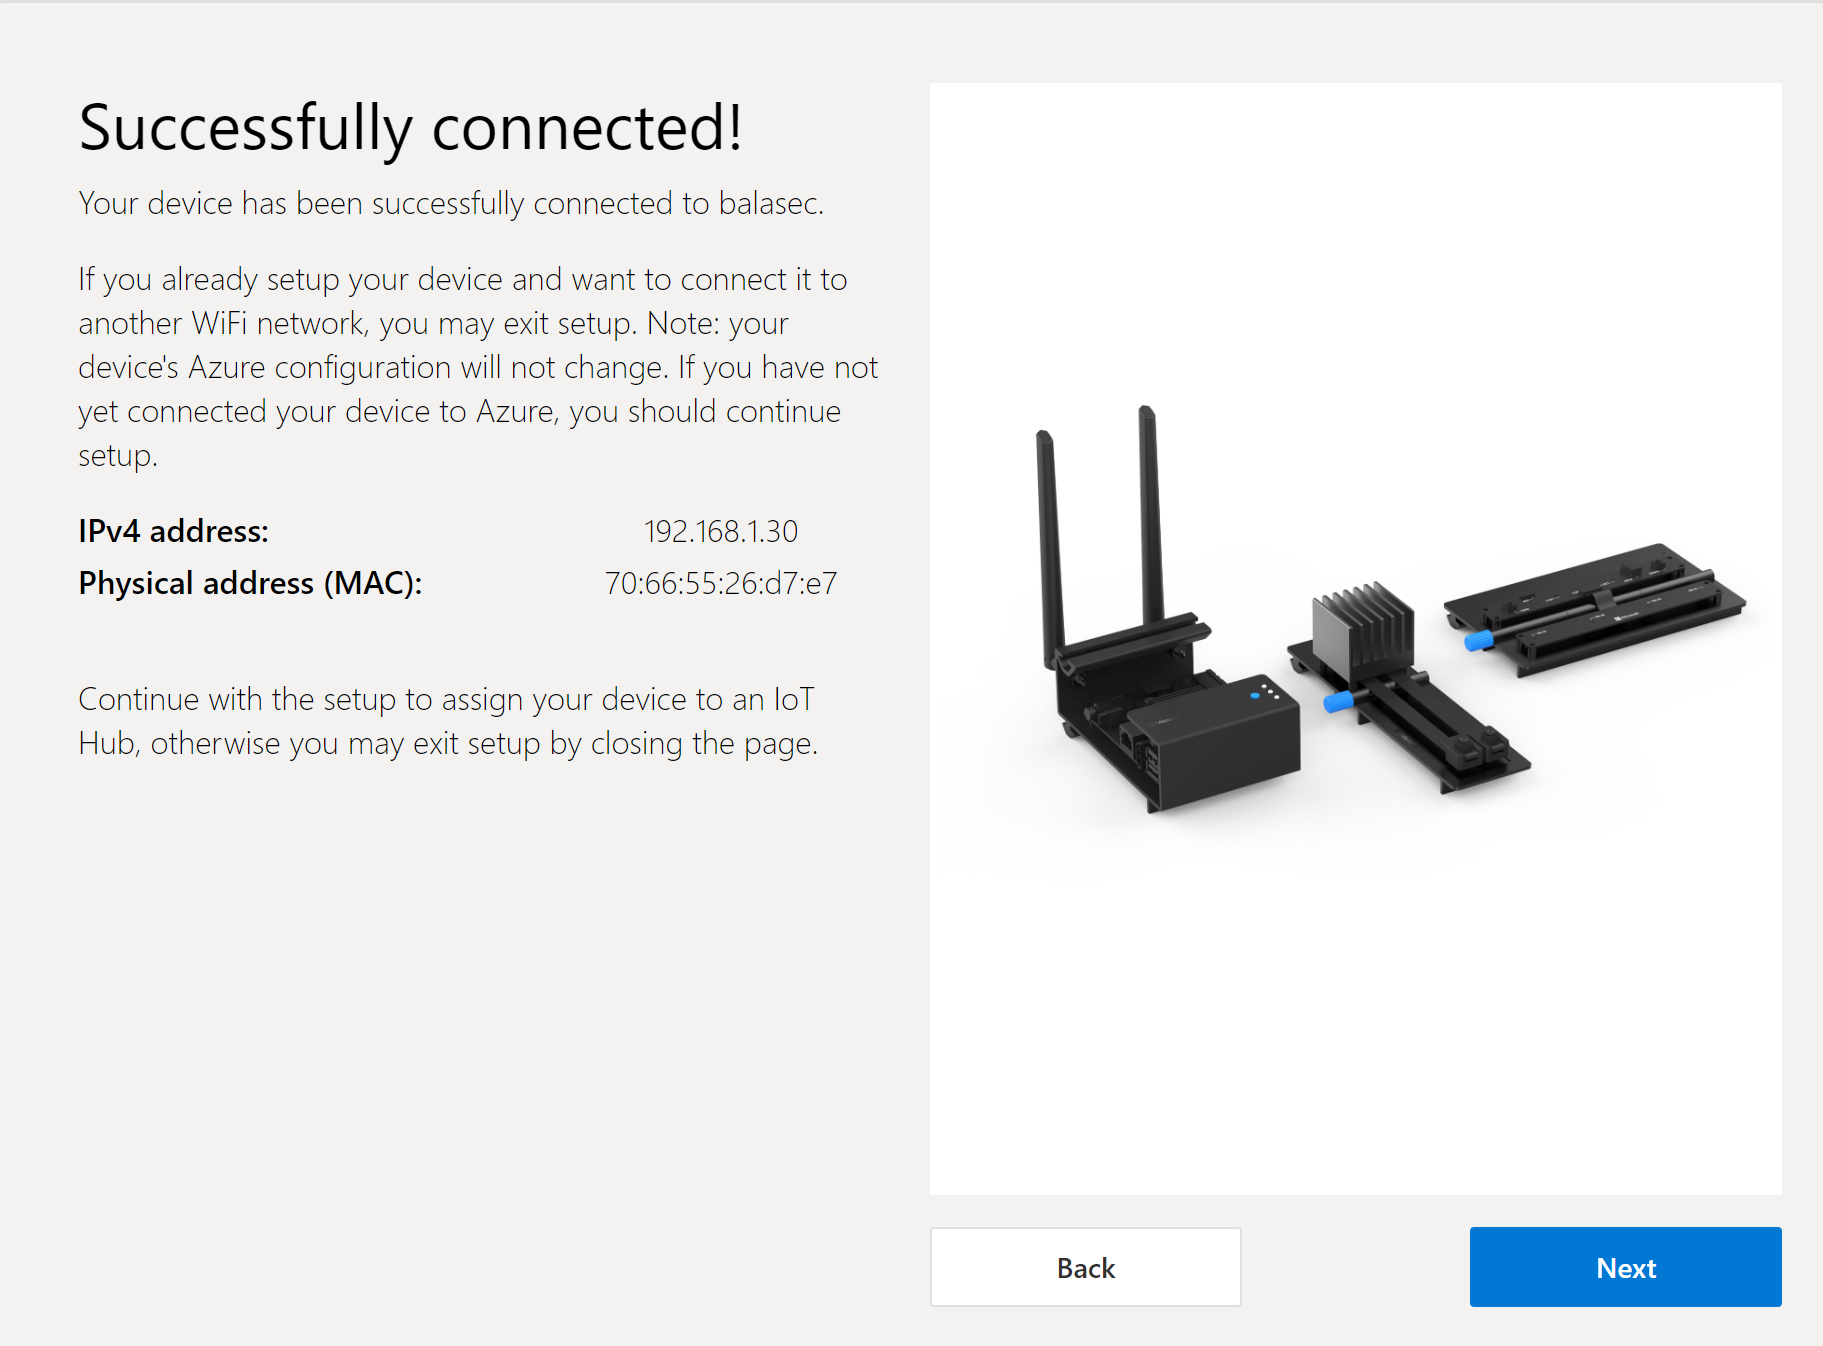 Successfully connected!
Your device has been successfully connected to balasec.
If you already setup your device and want to connect it to
another WiFi network, you may exit setup. Note: your
device's Azure configuration will not change. If you have not
yet connected your device to Azure, you should continue
setup.
IPv4 address: 192.168.1.30
Physical address (MAC): 70:66:55:26:d7:e7
Continue with the setup to assign your device to an IoT
Hub, otherwise you may exit setup by closing the page.
Back Next